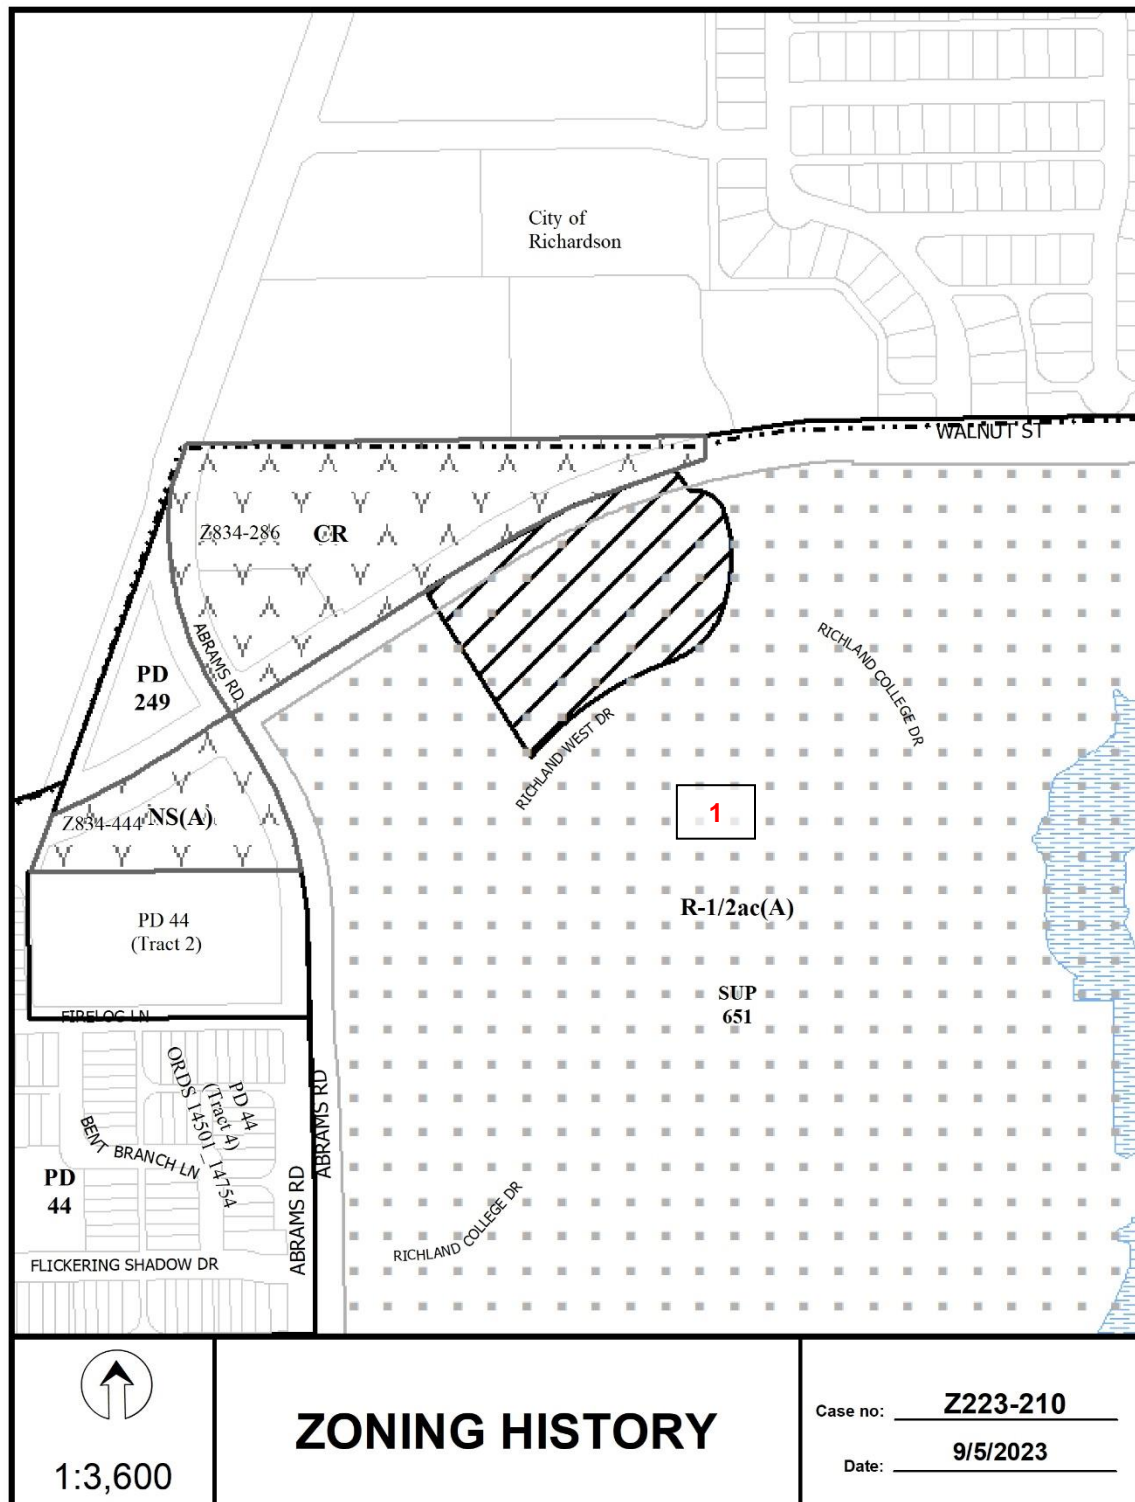 City of
Richardson
WALNUT ST
Z834-286
CR
ABRAMS RD
RICHLAND COLLEGE DR
PD
249
RICHLAND WEST DR
Z834-444
NS(A)
1
R-1/2ac(A)
PD 44
(Tract 2)
SUP
651
FIRELOG LN
PD 44
(Tract 4)
ORDS 14501_14754
BENT BRANCH LN
ABRAMS RD
ABRAMS RD
PD
44
RICHLAND COLLEGE DR
FLICKERING SHADOW DR
1:3,600
ZONING HISTORY
Case no: Z223-210
Date: 9/5/2023